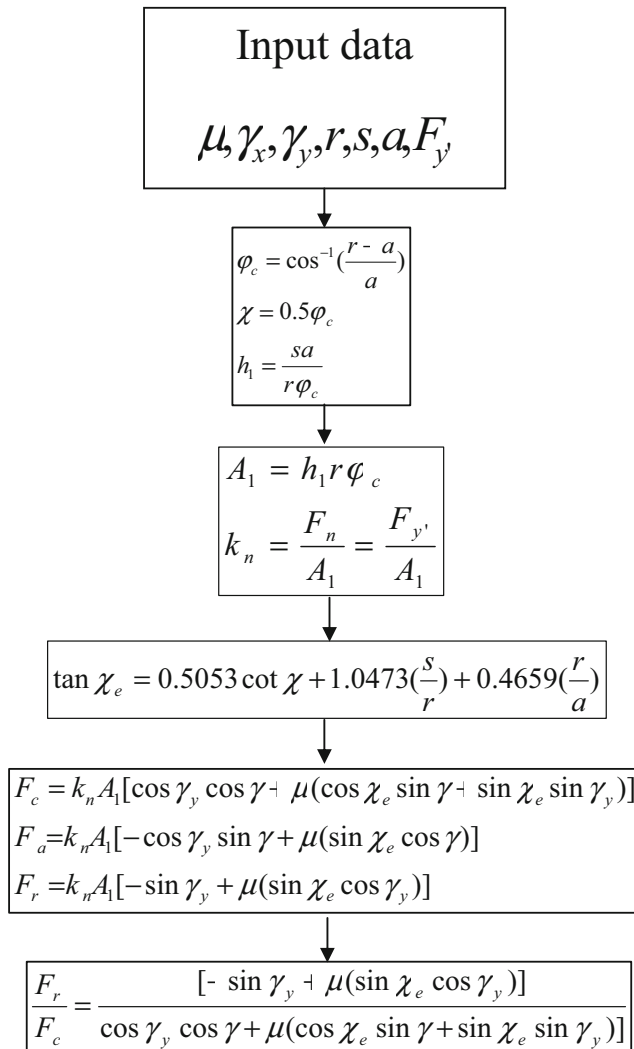 Input data
μ,γ_x,γ_y,r,s,a,F_y'
φ_c = cos⁻¹((r - a)/a)
χ = 0.5φ_c
h_1 = sa/(rφ_c)
A_1 = h_1 r φ_c
k_n = F_n/A_1 = F_y'/A_1
tan χ_e = 0.5053 cot χ + 1.0473(s/r) + 0.4659(r/a)
F_c = k_n A_1[cos γ_y cos γ + μ(cos χ_e sin γ + sin χ_e sin γ_y)]
F_a = k_n A_1[-cos γ_y sin γ + μ(sin χ_e cos γ)]
F_r = k_n A_1[-sin γ_y + μ(sin χ_e cos γ_y)]
F_r/F_c = [- sin γ_y + μ(sin χ_e cos γ_y)]/(cos γ_y cos γ + μ(cos χ_e sin γ + sin χ_e sin γ_y)]